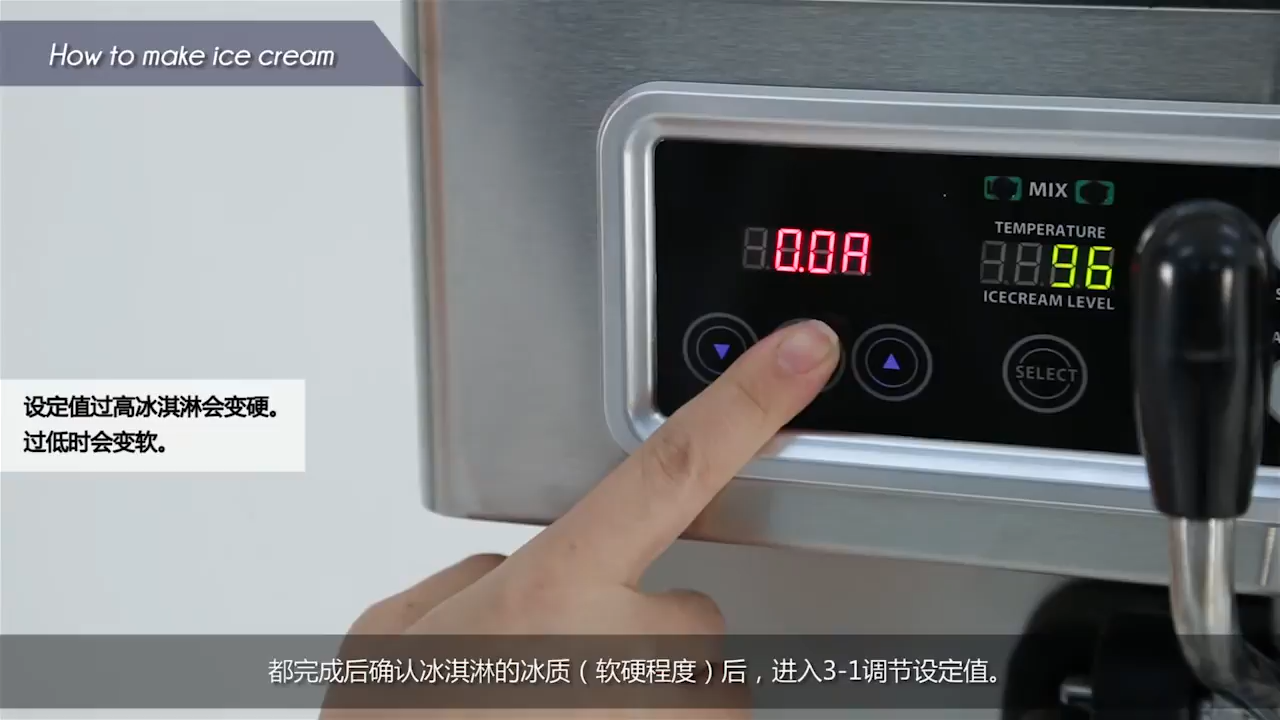 How to make ice cream
MIX
TEMPERATURE
0.0A
96
ICECREAM LEVEL
SELECT
设定值过高冰淇淋会变硬。
过低时会变软。
都完成后确认冰淇淋的冰质（软硬程度）后，进入3-1调节设定值。